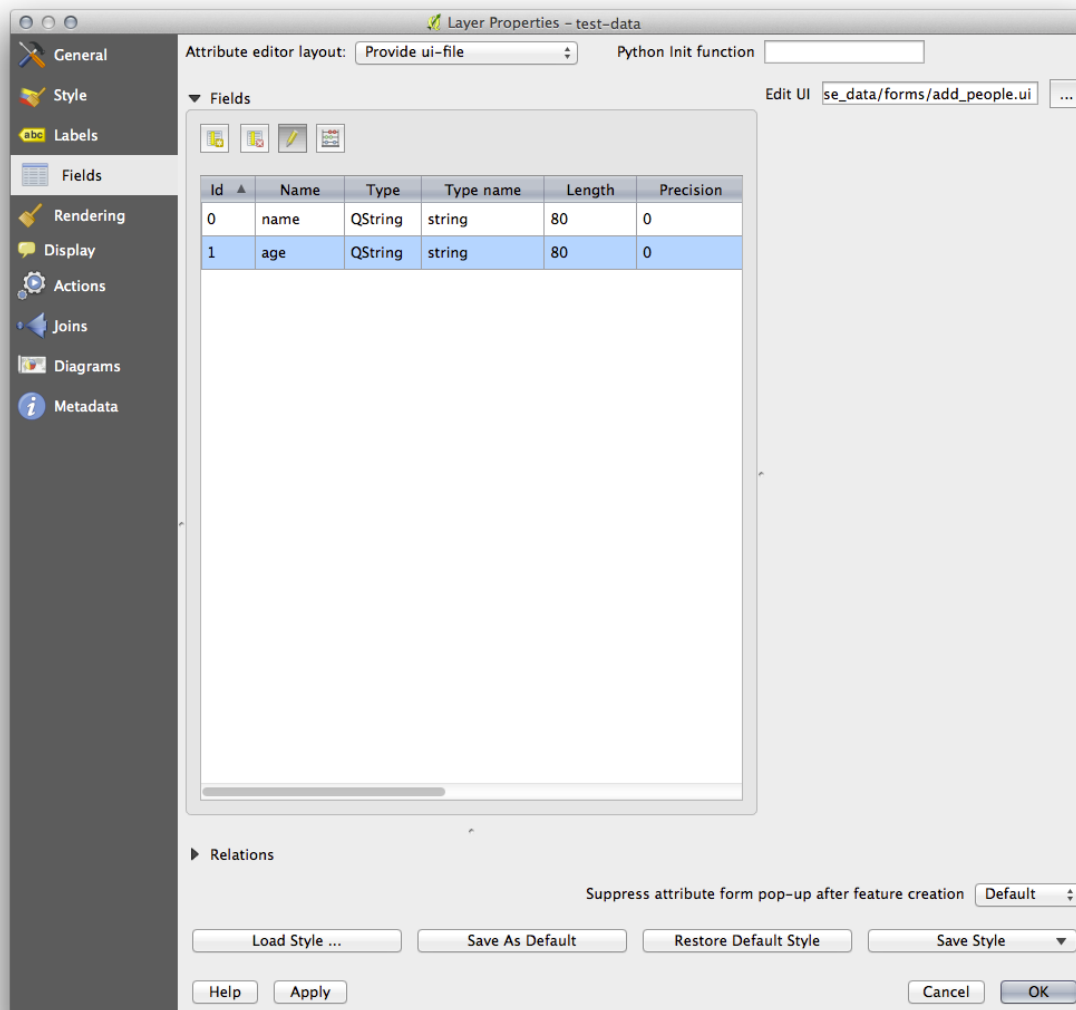 Layer Properties - test-data
General
Style
abc Labels
Fields
Rendering
Display
Actions
Joins
Diagrams
Metadata
Attribute editor layout: Provide ui-file Python Init function
Fields
Edit UI se_data/forms/add_people.ui ...
Id Name Type Type name Length Precision
0 name QString string 80 0
1 age QString string 80 0
Relations
Suppress attribute form pop-up after feature creation Default
Load Style ... Save As Default Restore Default Style Save Style
Help Apply Cancel OK